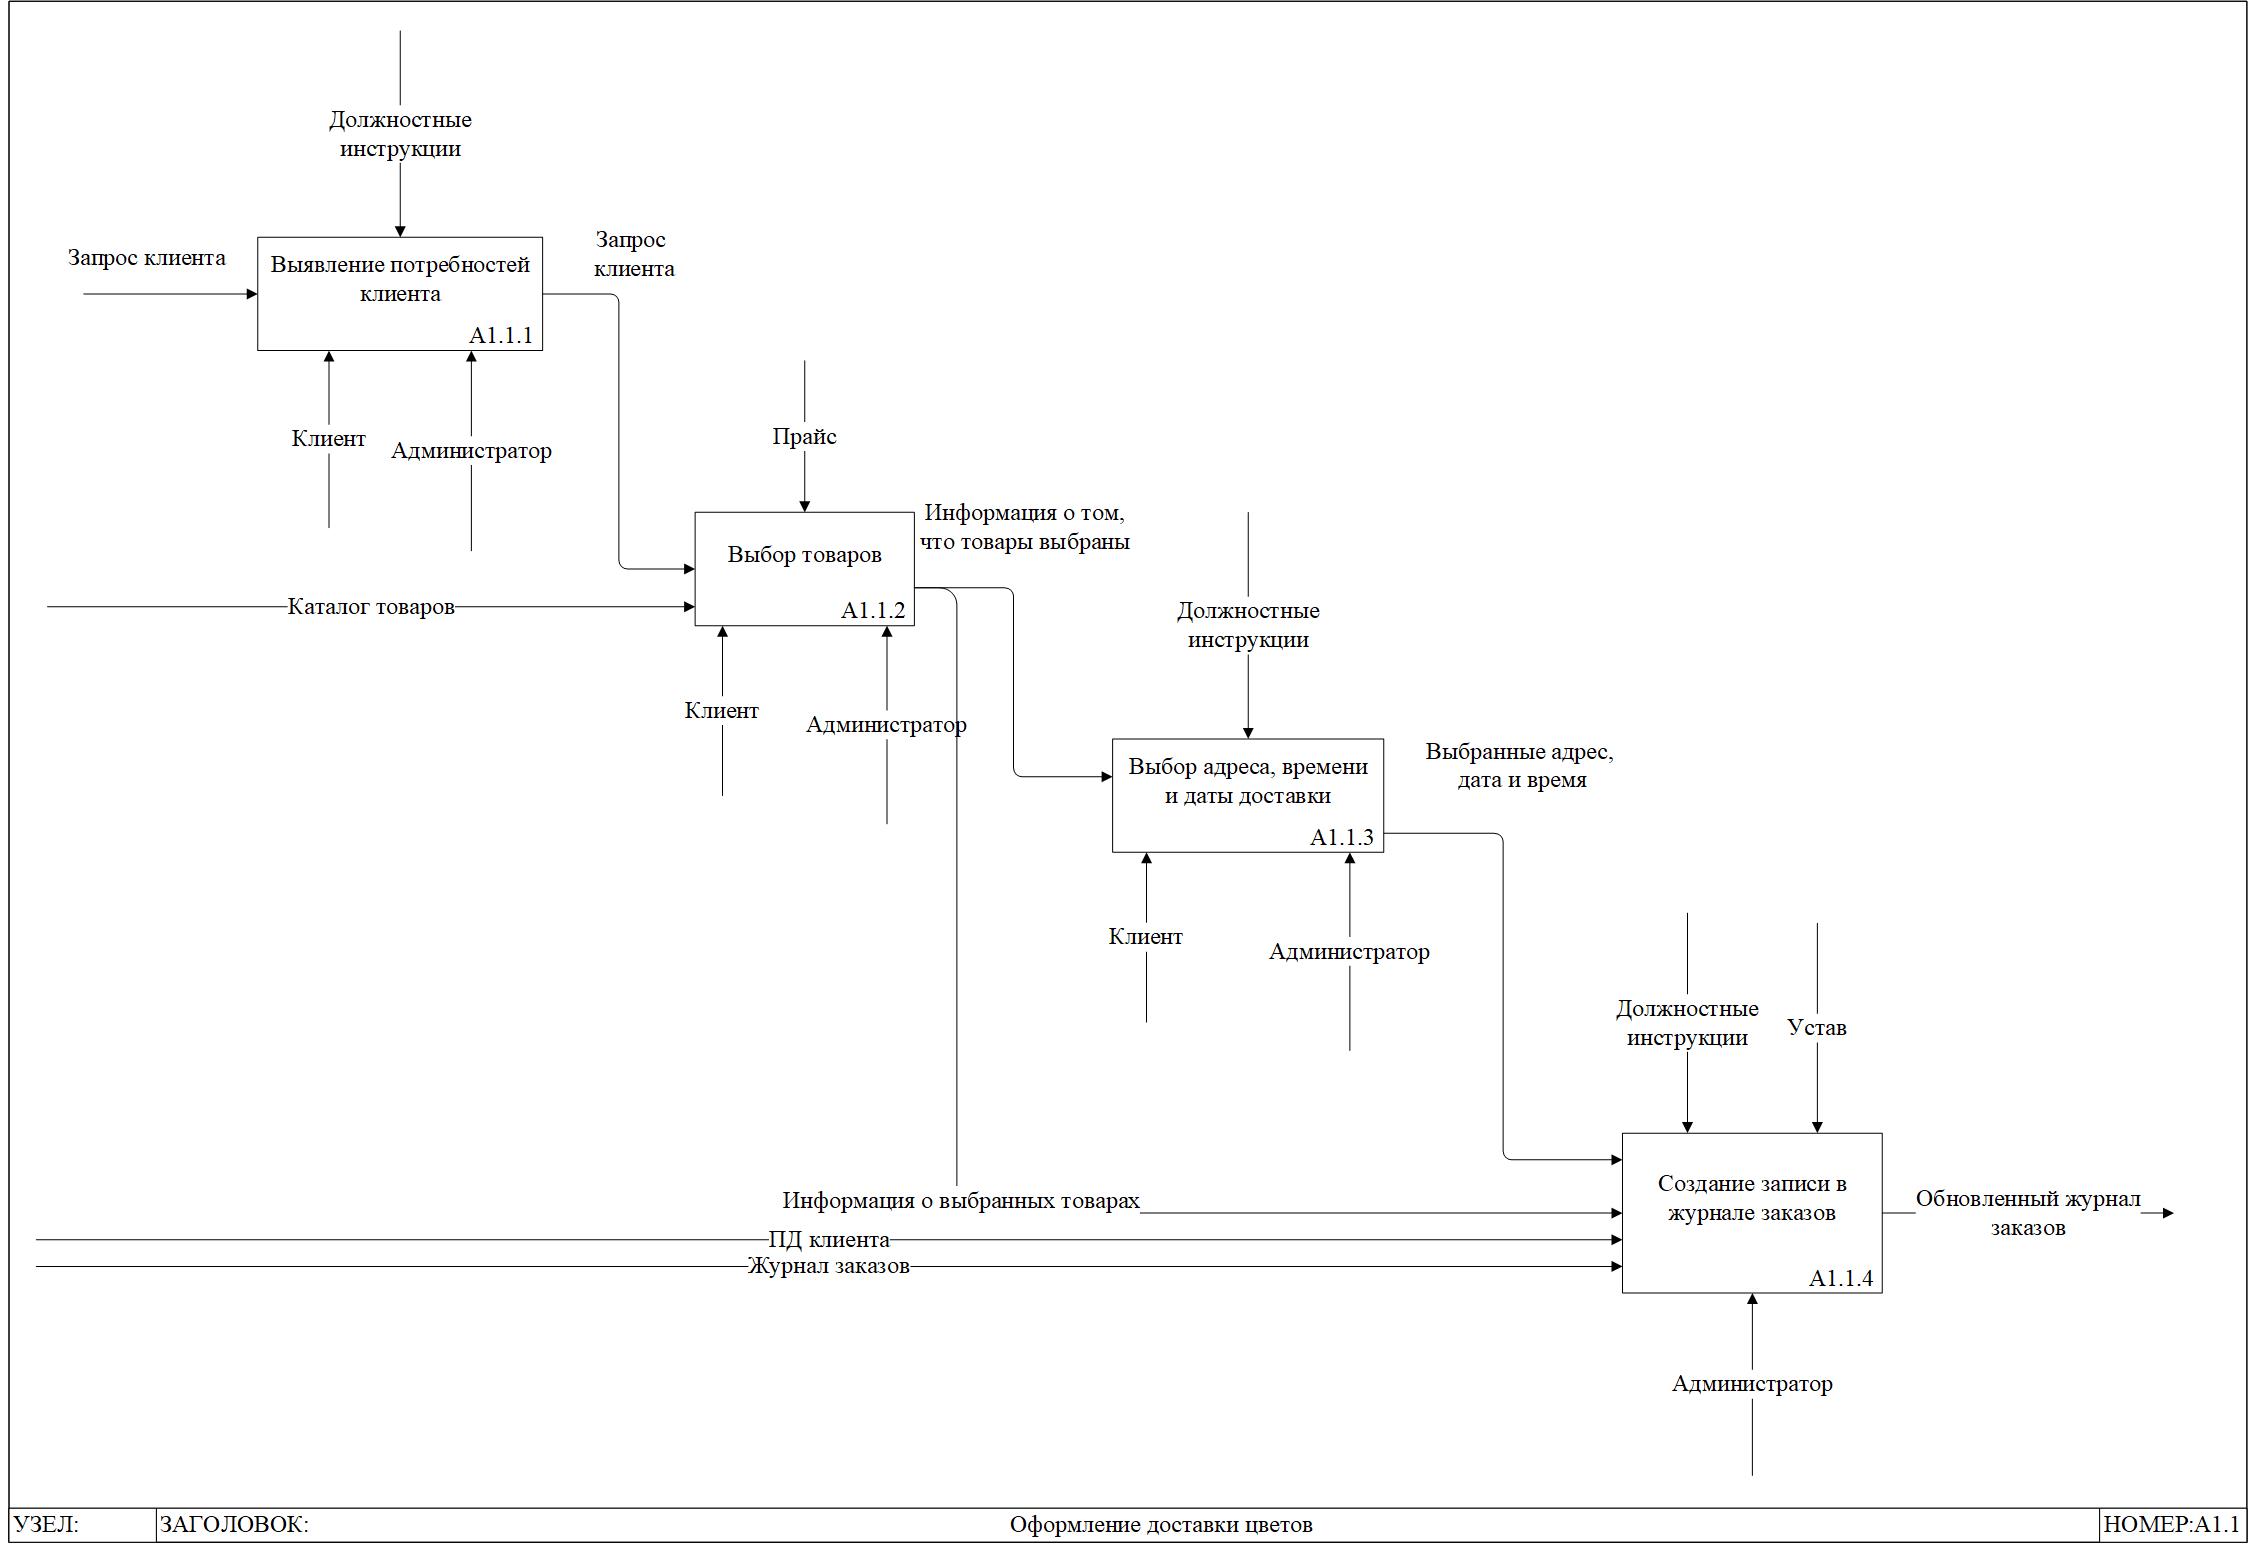 Должностные
инструкции
Запрос клиента
Выявление потребностей
клиента
A1.1.1
Запрос
клиента
Клиент
Администратор
Прайс
Каталог товаров
Выбор товаров
A1.1.2
Информация о том,
что товары выбраны
Клиент
Администратор
Должностные
инструкции
Выбор адреса, времени
и даты доставки
A1.1.3
Выбранные адрес,
дата и время
Клиент
Администратор
Должностные
инструкции
Устав
Информация о выбранных товарах
ПД клиента
Журнал заказов
Создание записи в
журнале заказов
A1.1.4
Обновленный журнал
заказов
Администратор
УЗЕЛ:
ЗАГОЛОВОК:
Оформление доставки цветов
НОМЕР:A1.1